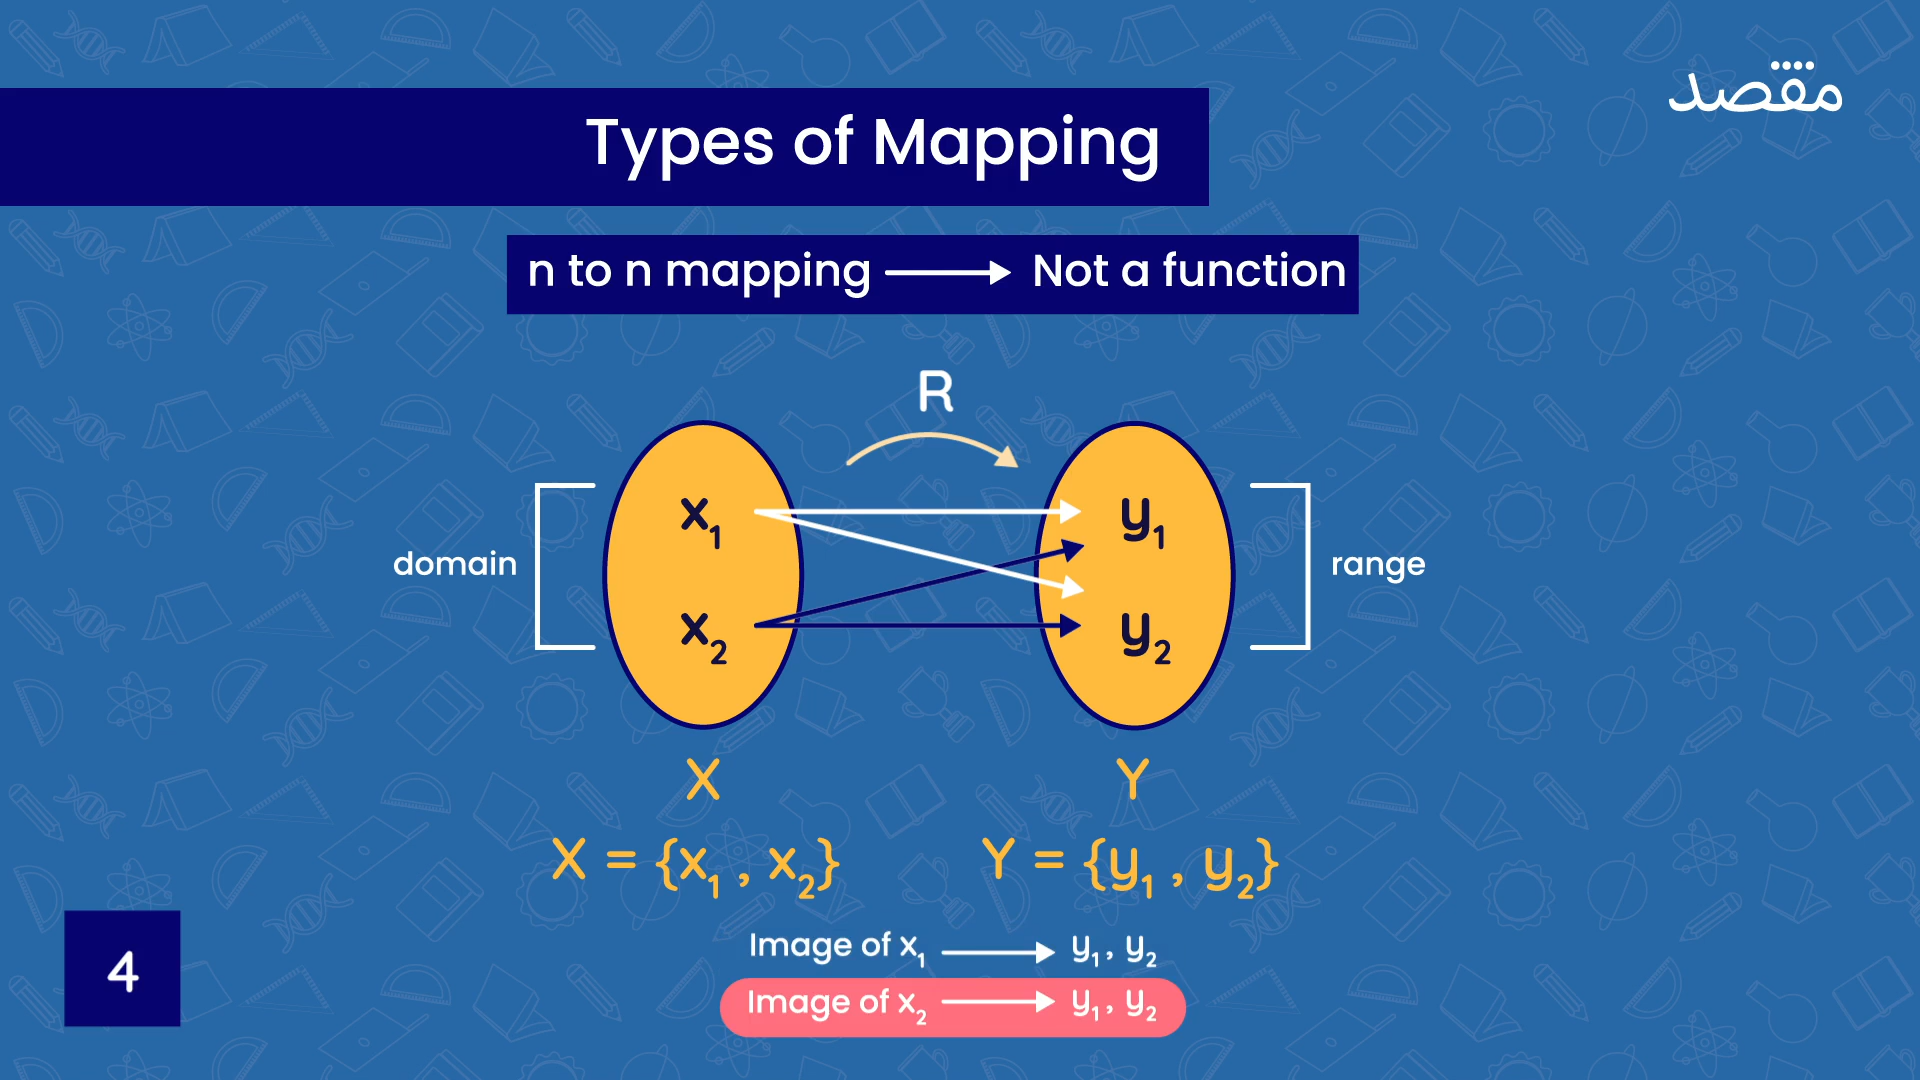 مقصد
Types of Mapping
n to n mapping → Not a function
R
x₁ y₁
domain range
x₂ y₂
X Y
X = {x₁ , x₂} Y = {y₁ , y₂}
Image of x₁ → y₁ , y₂
Image of x₂ → y₁ , y₂
4